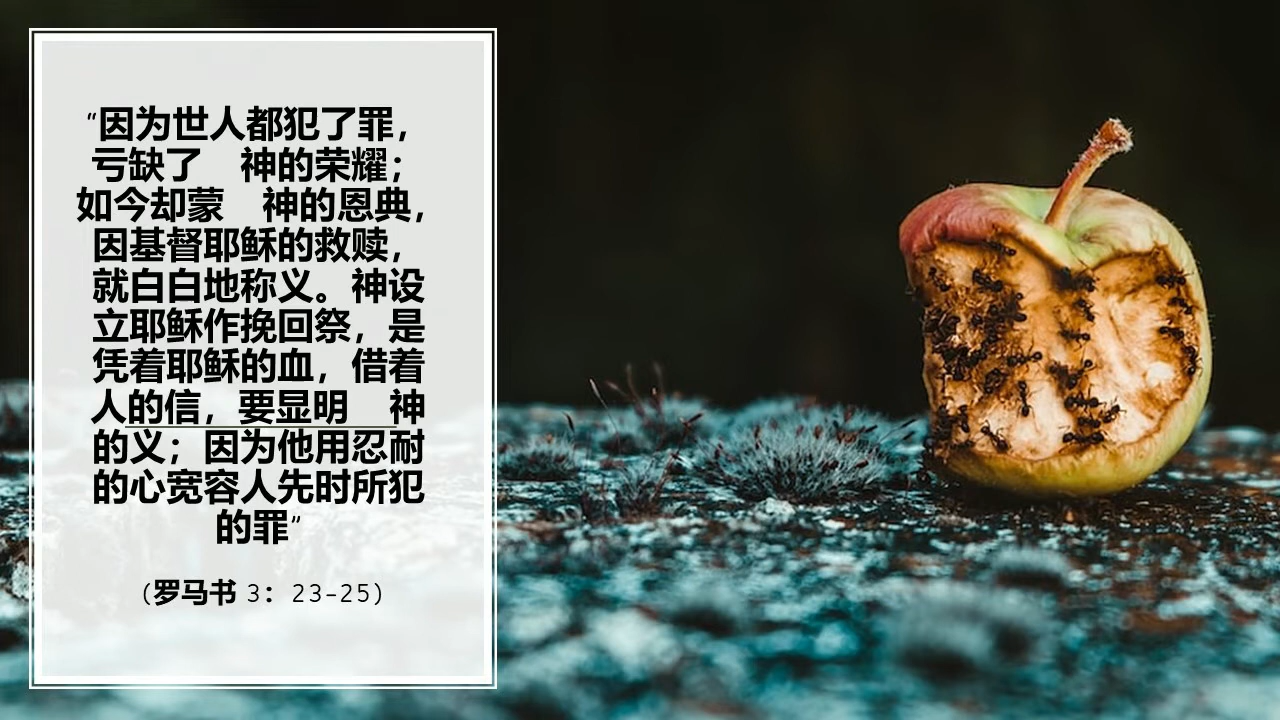 “因为世人都犯了罪，
亏缺了　神的荣耀；
如今却蒙　神的恩典，
因基督耶稣的救赎，
就白白地称义。神设
立耶稣作挽回祭，是
凭着耶稣的血，借着
人的信，要显明　神
的义；因为他用忍耐
的心宽容人先时所犯
的罪”
（罗马书 3：23-25）